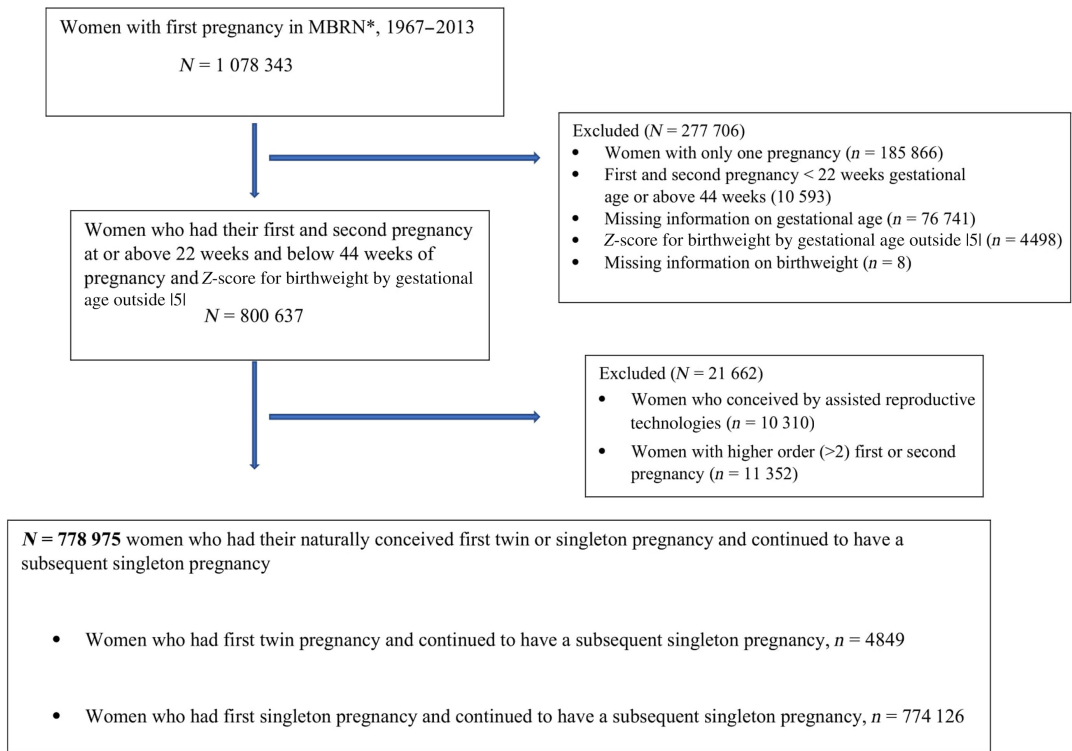 Women with first pregnancy in MBRN*, 1967–2013
N = 1 078 343
Excluded (N = 277 706)
• Women with only one pregnancy (n = 185 866)
• First and second pregnancy < 22 weeks gestational
age or above 44 weeks (10 593)
• Missing information on gestational age (n = 76 741)
• Z-score for birthweight by gestational age outside |5| (n = 4498)
• Missing information on birthweight (n = 8)
Women who had their first and second pregnancy
at or above 22 weeks and below 44 weeks of
pregnancy and Z-score for birthweight by gestational
age outside |5|
N = 800 637
Excluded (N = 21 662)
• Women who conceived by assisted reproductive
technologies (n = 10 310)
• Women with higher order (>2) first or second
pregnancy (n = 11 352)
N = 778 975 women who had their naturally conceived first twin or singleton pregnancy and continued to have a
subsequent singleton pregnancy
• Women who had first twin pregnancy and continued to have a subsequent singleton pregnancy, n = 4849
• Women who had first singleton pregnancy and continued to have a subsequent singleton pregnancy, n = 774 126